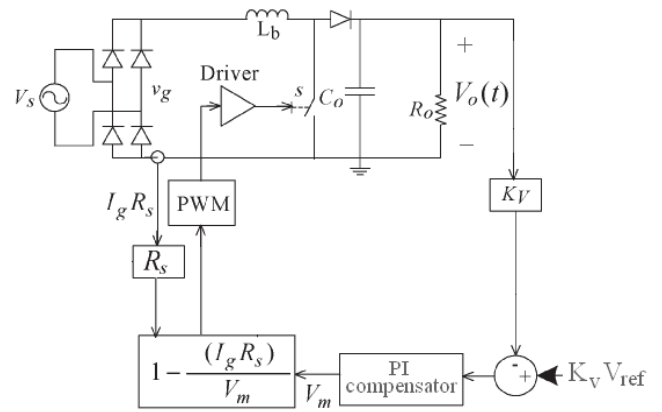 L_b
Driver
V_s
v_g
s
C_o
R_o
+
V_o(t)
−
I_g R_s
PWM
K_V
R_s
1 − (I_g R_s) / V_m
V_m
PI
compensator
-
+
K_v V_ref